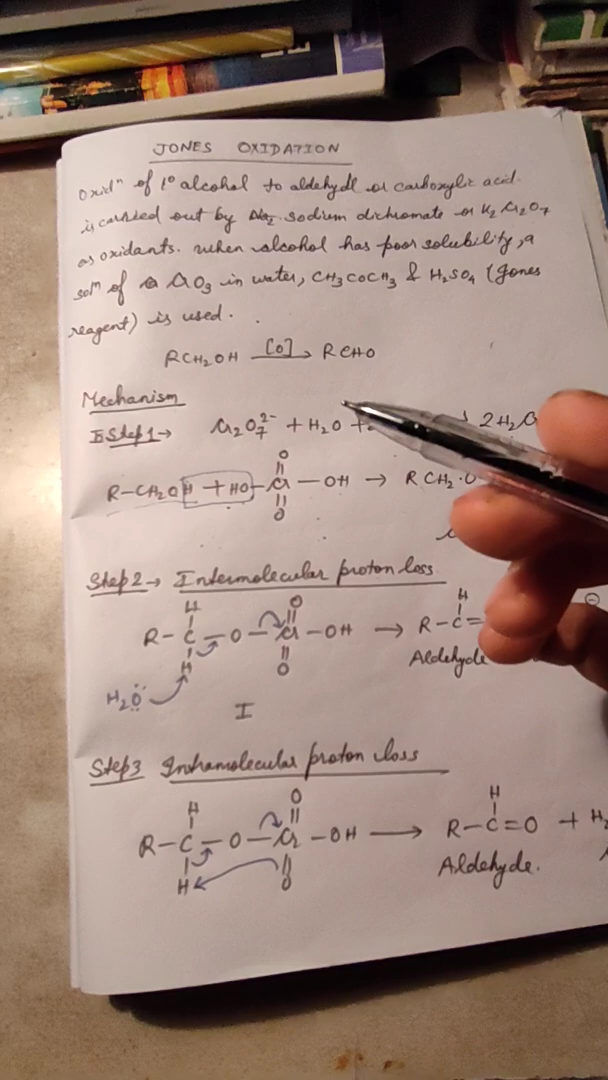 JONES OXIDATION
Oxidⁿ of 1° alcohol to aldehyde or carboxylic acid.
is carried out by Na₂ sodium dichromate or K₂Cr₂O₇
as oxidants. When alcohol has poor solubility, a
solⁿ of CrO₃ in water, CH₃COCH₃ & H₂SO₄ (Jones
reagent) is used.
RCH₂OH —[O]→ RCHO
Mechanism
Step 1→ Cr₂O₇²⁻ + H₂O + 2H₂
O
R–CH₂OH + HO–Cr–OH → RCH₂·O
O
Step 2→ Intermolecular proton loss
H O H
R–C–O–Cr–OH → R–C=
H O Aldehyde
H₂Ö
I
Step 3 Intramolecular proton loss
H O H
R–C–O–Cr–OH → R–C=O + H₂
H O Aldehyde.